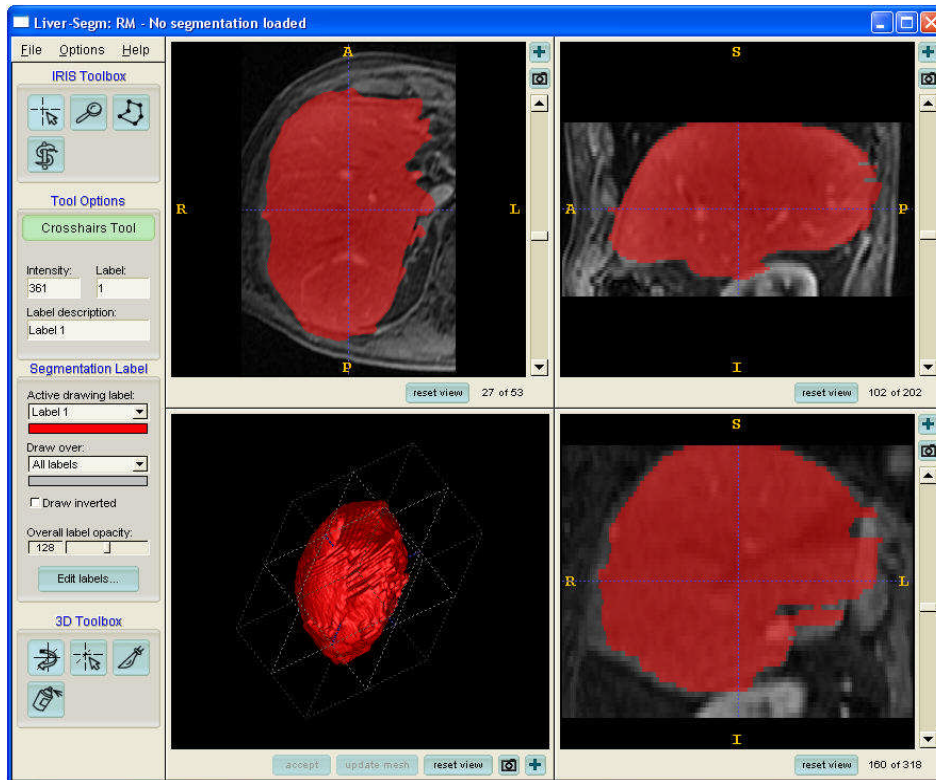 Liver-Segm: RM - No segmentation loaded
File Options Help
IRIS Toolbox
Tool Options
Crosshairs Tool
Intensity: Label:
361 1
Label description:
Label 1
Segmentation Label
Active drawing label:
Label 1
Draw over:
All labels
Draw inverted
Overall label opacity:
128
Edit labels...
3D Toolbox
A
R L
P
reset view 27 of 53
S
A P
I
reset view 102 of 202
accept update mesh reset view
S
R L
I
reset view 160 of 318